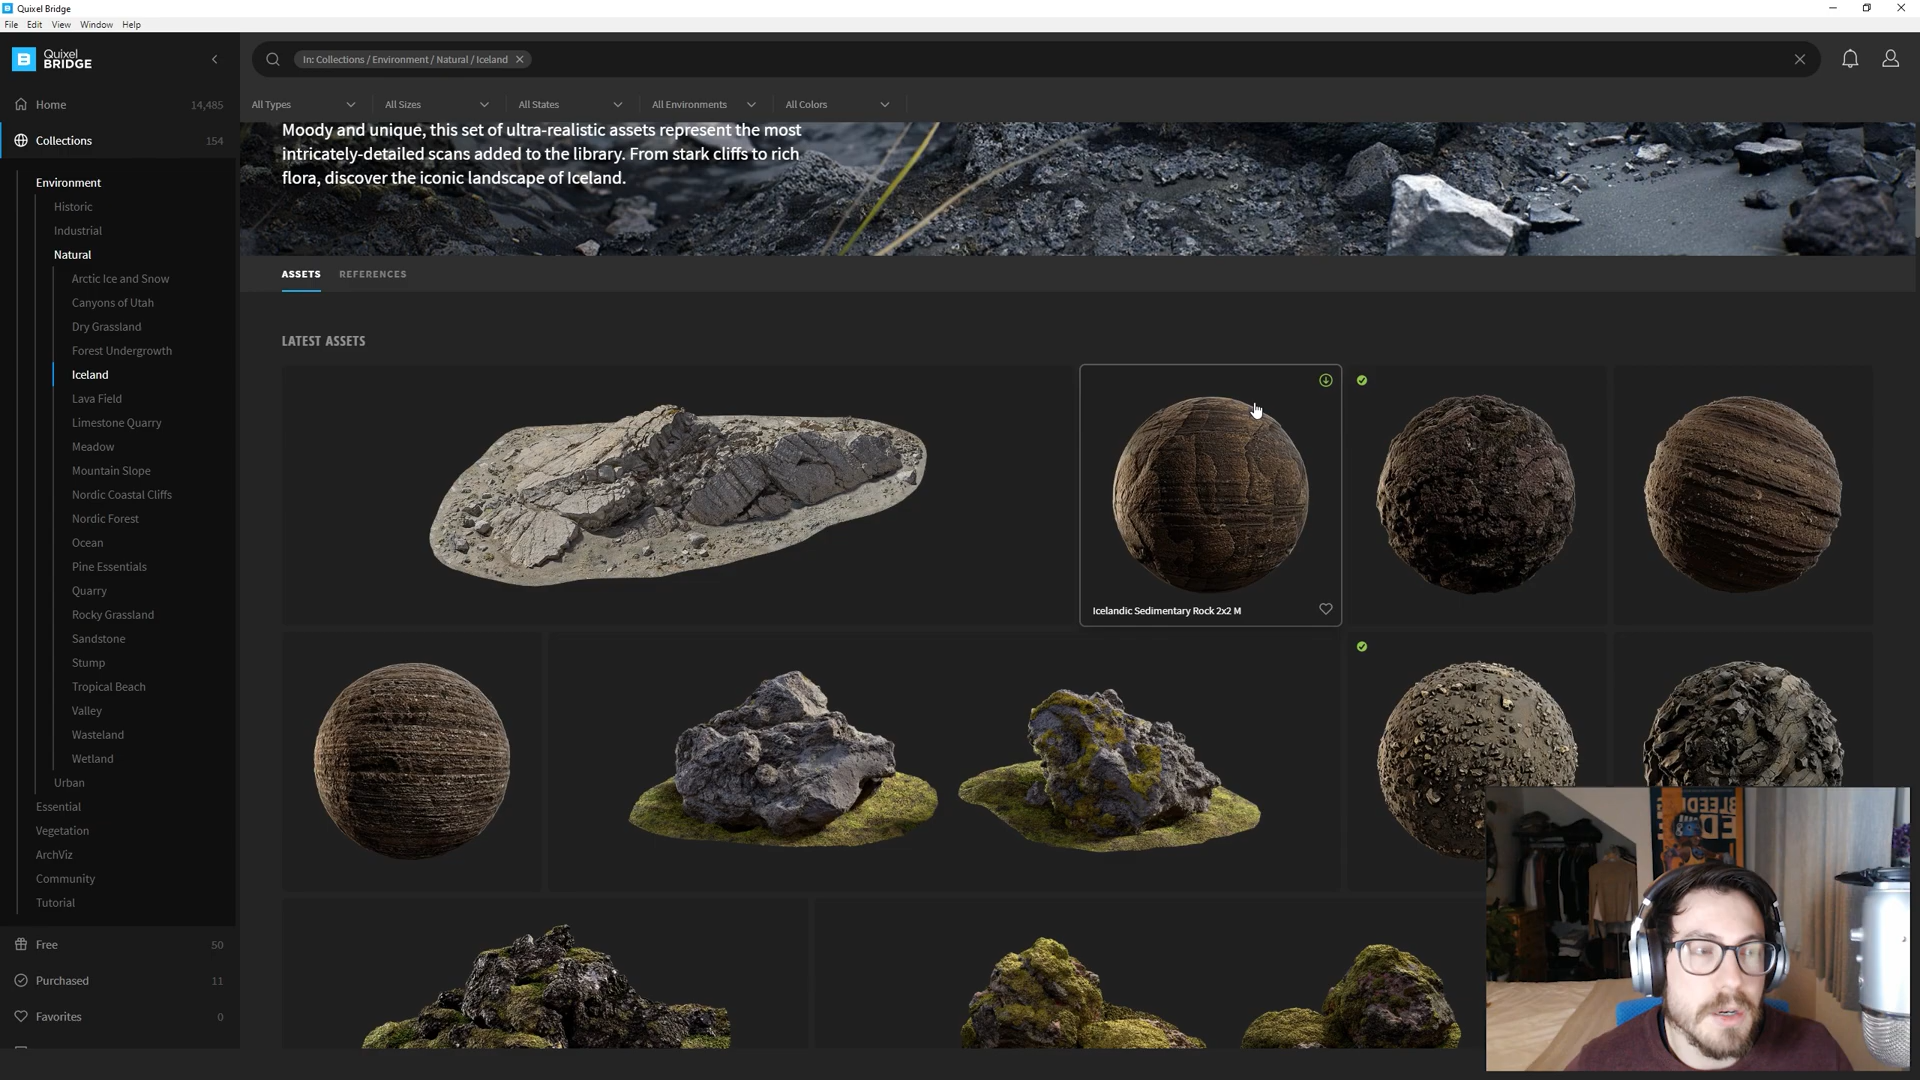 Quixel Bridge
File Edit View Window Help
Quixel
BRIDGE
In: Collections / Environment / Natural / Iceland
Home 14,485
All Types All Sizes All States All Environments All Colors
Collections 154
Moody and unique, this set of ultra-realistic assets represent the most
intricately-detailed scans added to the library. From stark cliffs to rich
flora, discover the iconic landscape of Iceland.
Environment
Historic
Industrial
Natural
Arctic Ice and Snow
Canyons of Utah
Dry Grassland
Forest Undergrowth
Iceland
Lava Field
Limestone Quarry
Meadow
Mountain Slope
Nordic Coastal Cliffs
Nordic Forest
Ocean
Pine Essentials
Quarry
Rocky Grassland
Sandstone
Stump
Tropical Beach
Valley
Wasteland
Wetland
Urban
Essential
Vegetation
ArchViz
Community
Tutorial
Free 50
Purchased 11
Favorites 0
ASSETS REFERENCES
LATEST ASSETS
Icelandic Sedimentary Rock 2x2 M